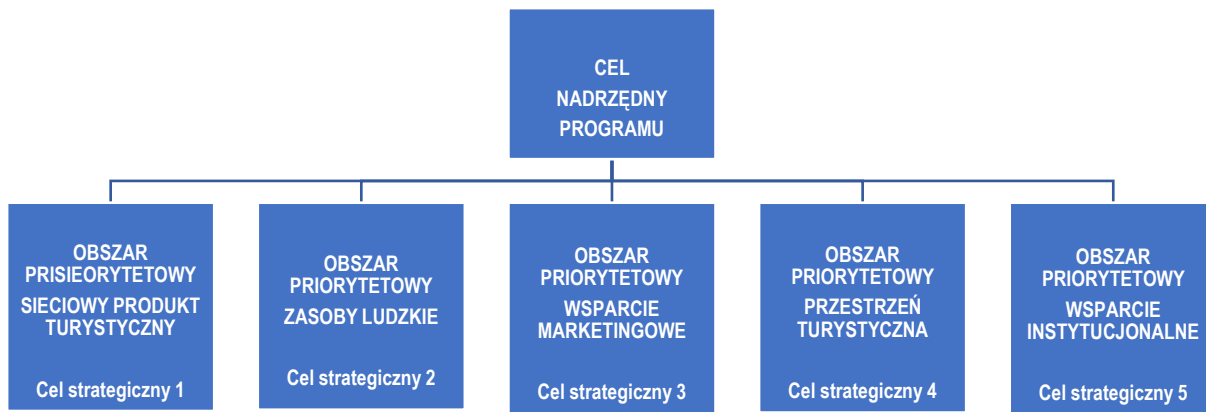 CEL
NADRZĘDNY
PROGRAMU
OBSZAR
PRISIEORYTETOWY
SIECIOWY PRODUKT
TURYSTYCZNY
Cel strategiczny 1
OBSZAR
PRIORYTETOWY
ZASOBY LUDZKIE
Cel strategiczny 2
OBSZAR
PRIORYTETOWY
WSPARCIE
MARKETINGOWE
Cel strategiczny 3
OBSZAR
PRIORYTETOWY
PRZESTRZEŃ
TURYSTYCZNA
Cel strategiczny 4
OBSZAR
PRIORYTETOWY
WSPARCIE
INSTYTUCJONALNE
Cel strategiczny 5